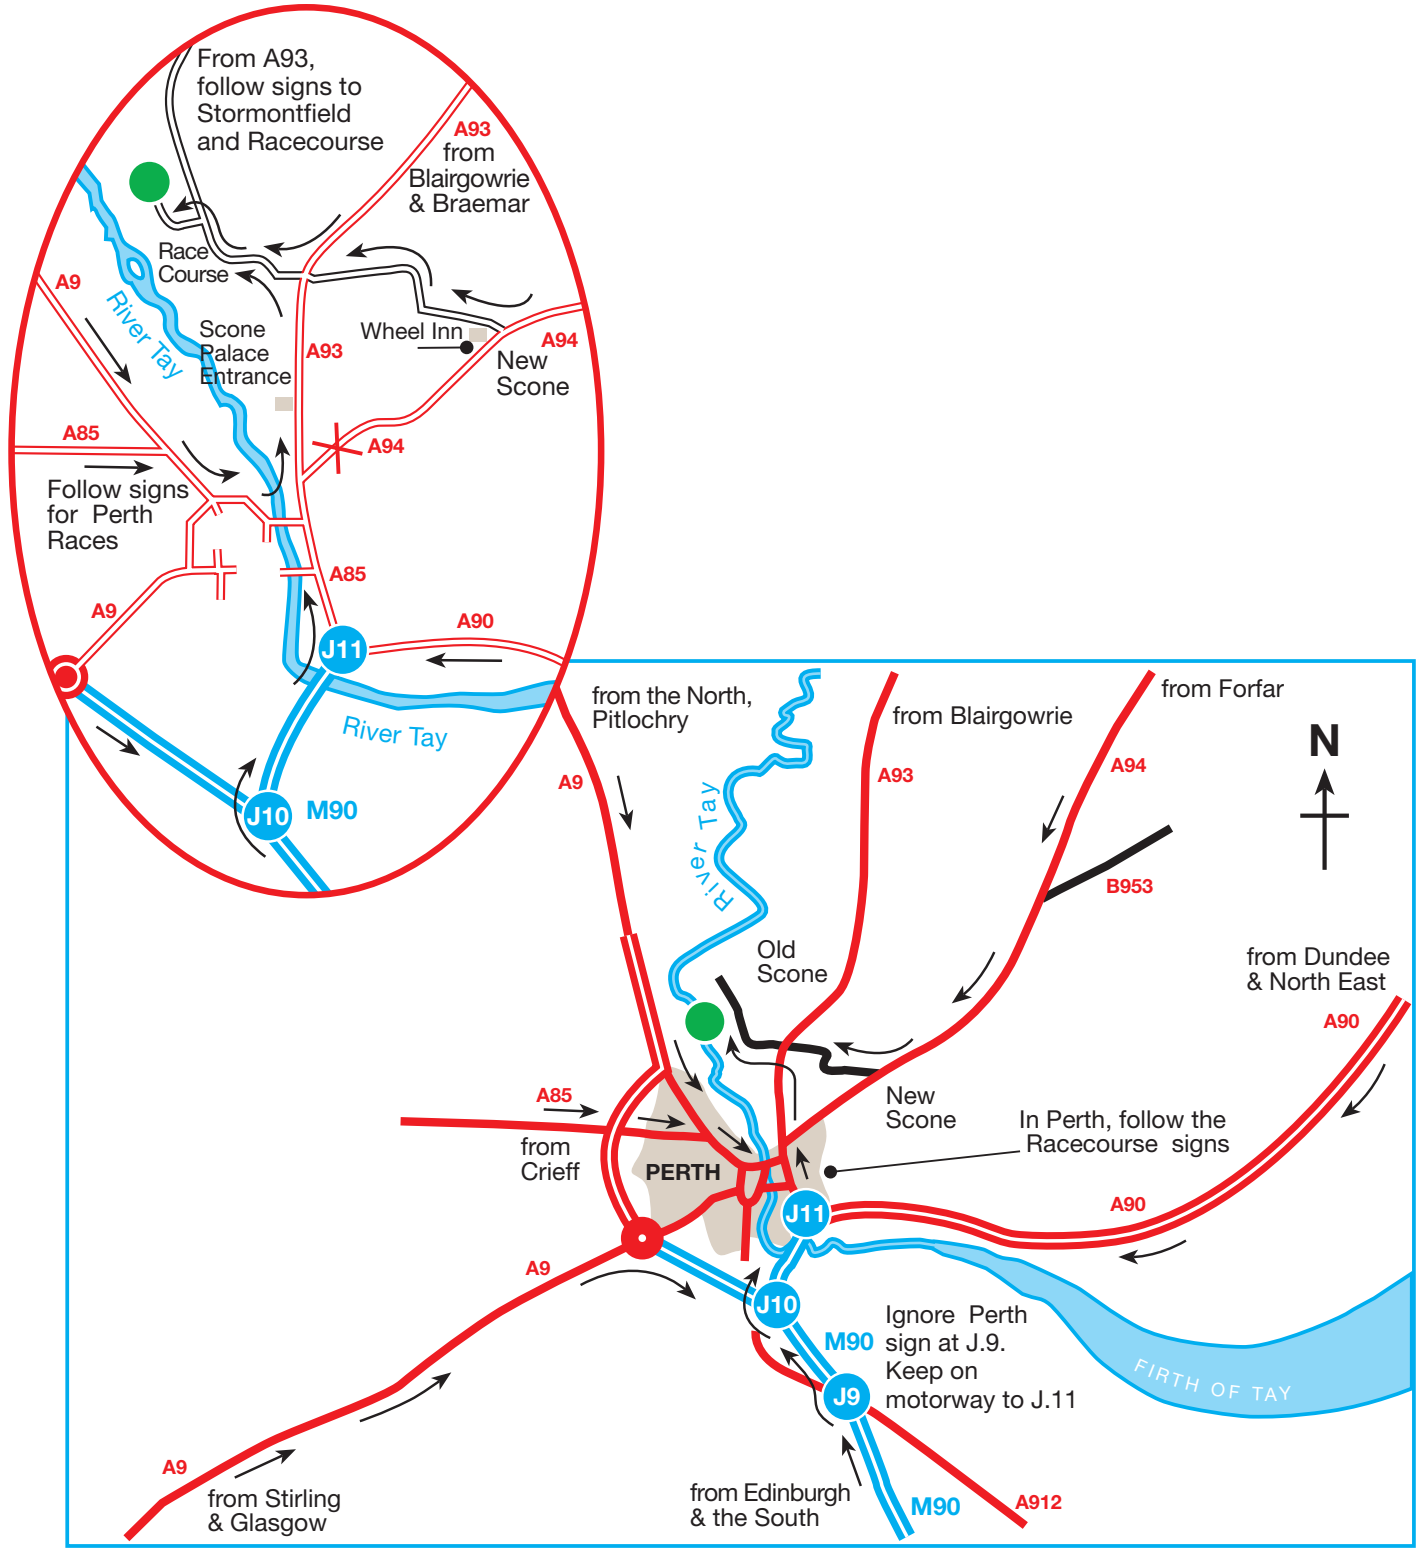 From A93,
follow signs to
Stormontfield
and Racecourse
A93
from
Blairgowrie
& Braemar
Race
Course
A9
River Tay
Scone
Palace
Entrance
A93
Wheel Inn
A94
New
Scone
A85
A94
Follow signs
for Perth
Races
A85
A9
A90
J11
River Tay
J10
M90
from the North,
Pitlochry
from Blairgowrie
from Forfar
N
A9
A93
A94
River Tay
B953
Old
Scone
from Dundee
& North East
A90
A85
from
Crieff
New
Scone
In Perth, follow the
Racecourse signs
PERTH
J11
A90
A9
J10
Ignore Perth
sign at J.9.
Keep on
motorway to J.11
M90
J9
FIRTH OF TAY
A9
from Stirling
& Glasgow
from Edinburgh
& the South
M90
A912